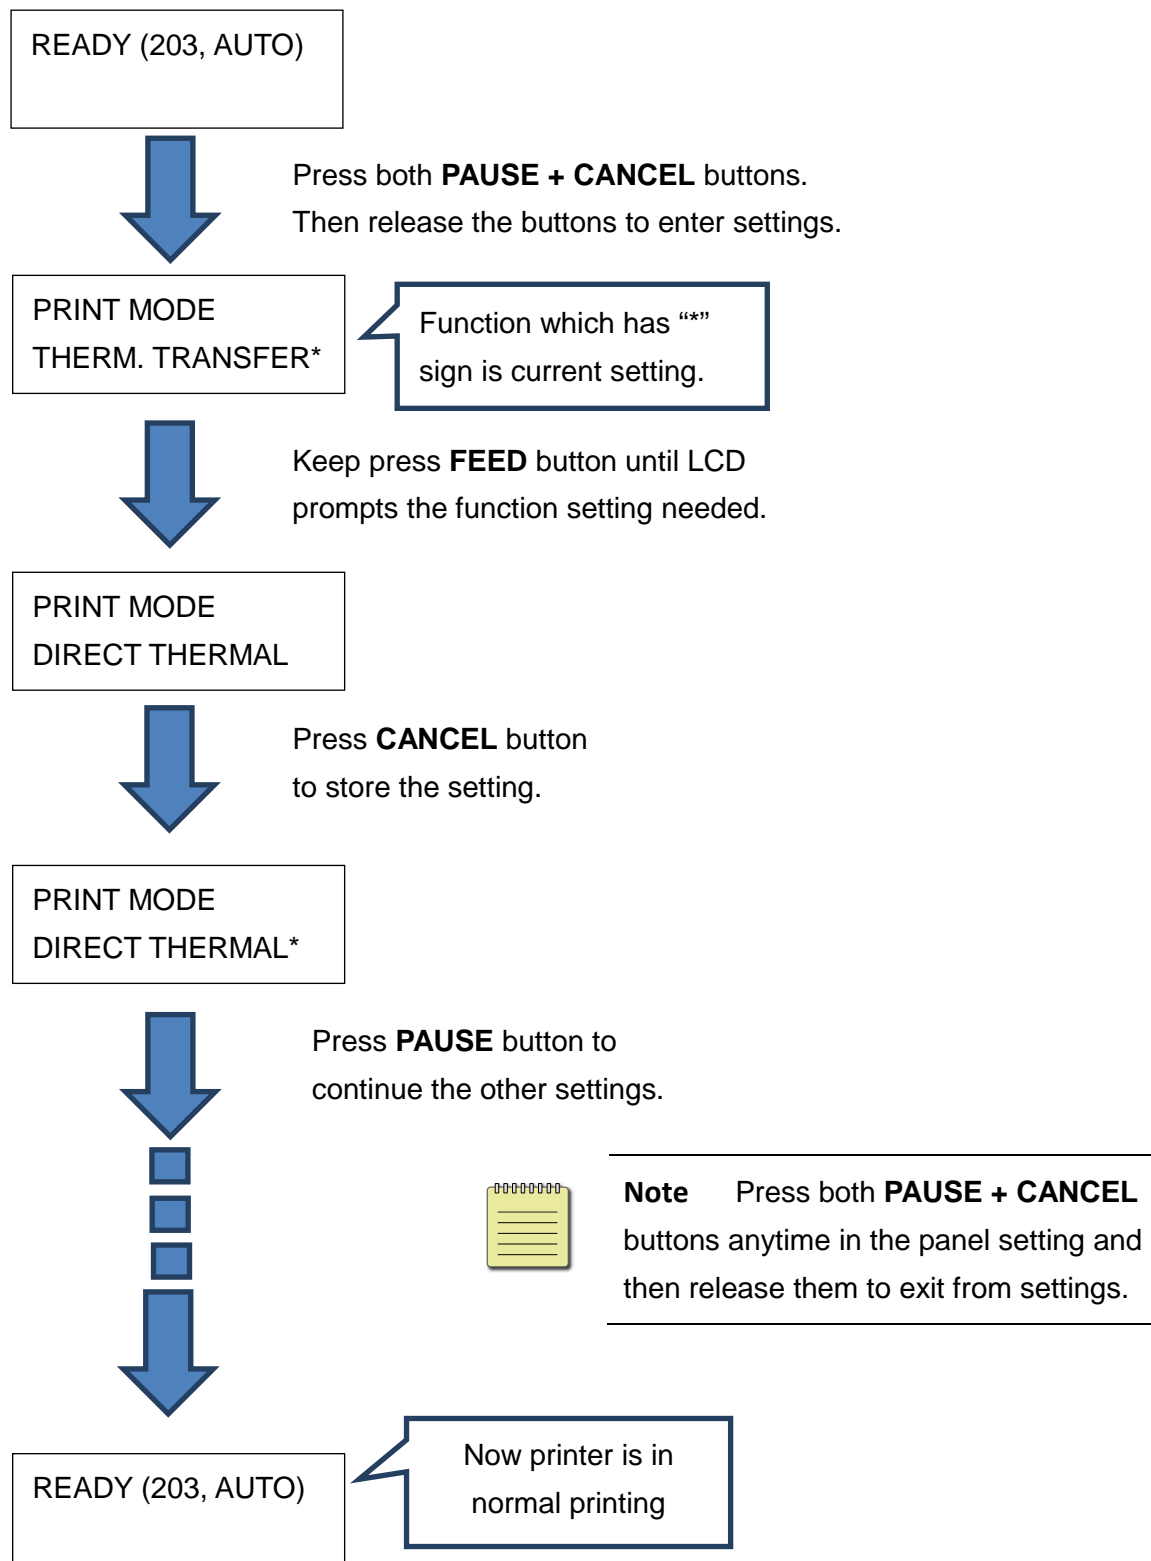 READY (203, AUTO)
Press both PAUSE + CANCEL buttons.
Then release the buttons to enter settings.
PRINT MODE
THERM. TRANSFER*
Function which has “*”
sign is current setting.
Keep press FEED button until LCD
prompts the function setting needed.
PRINT MODE
DIRECT THERMAL
Press CANCEL button
to store the setting.
PRINT MODE
DIRECT THERMAL*
Press PAUSE button to
continue the other settings.
Note Press both PAUSE + CANCEL
buttons anytime in the panel setting and
then release them to exit from settings.
READY (203, AUTO)
Now printer is in
normal printing